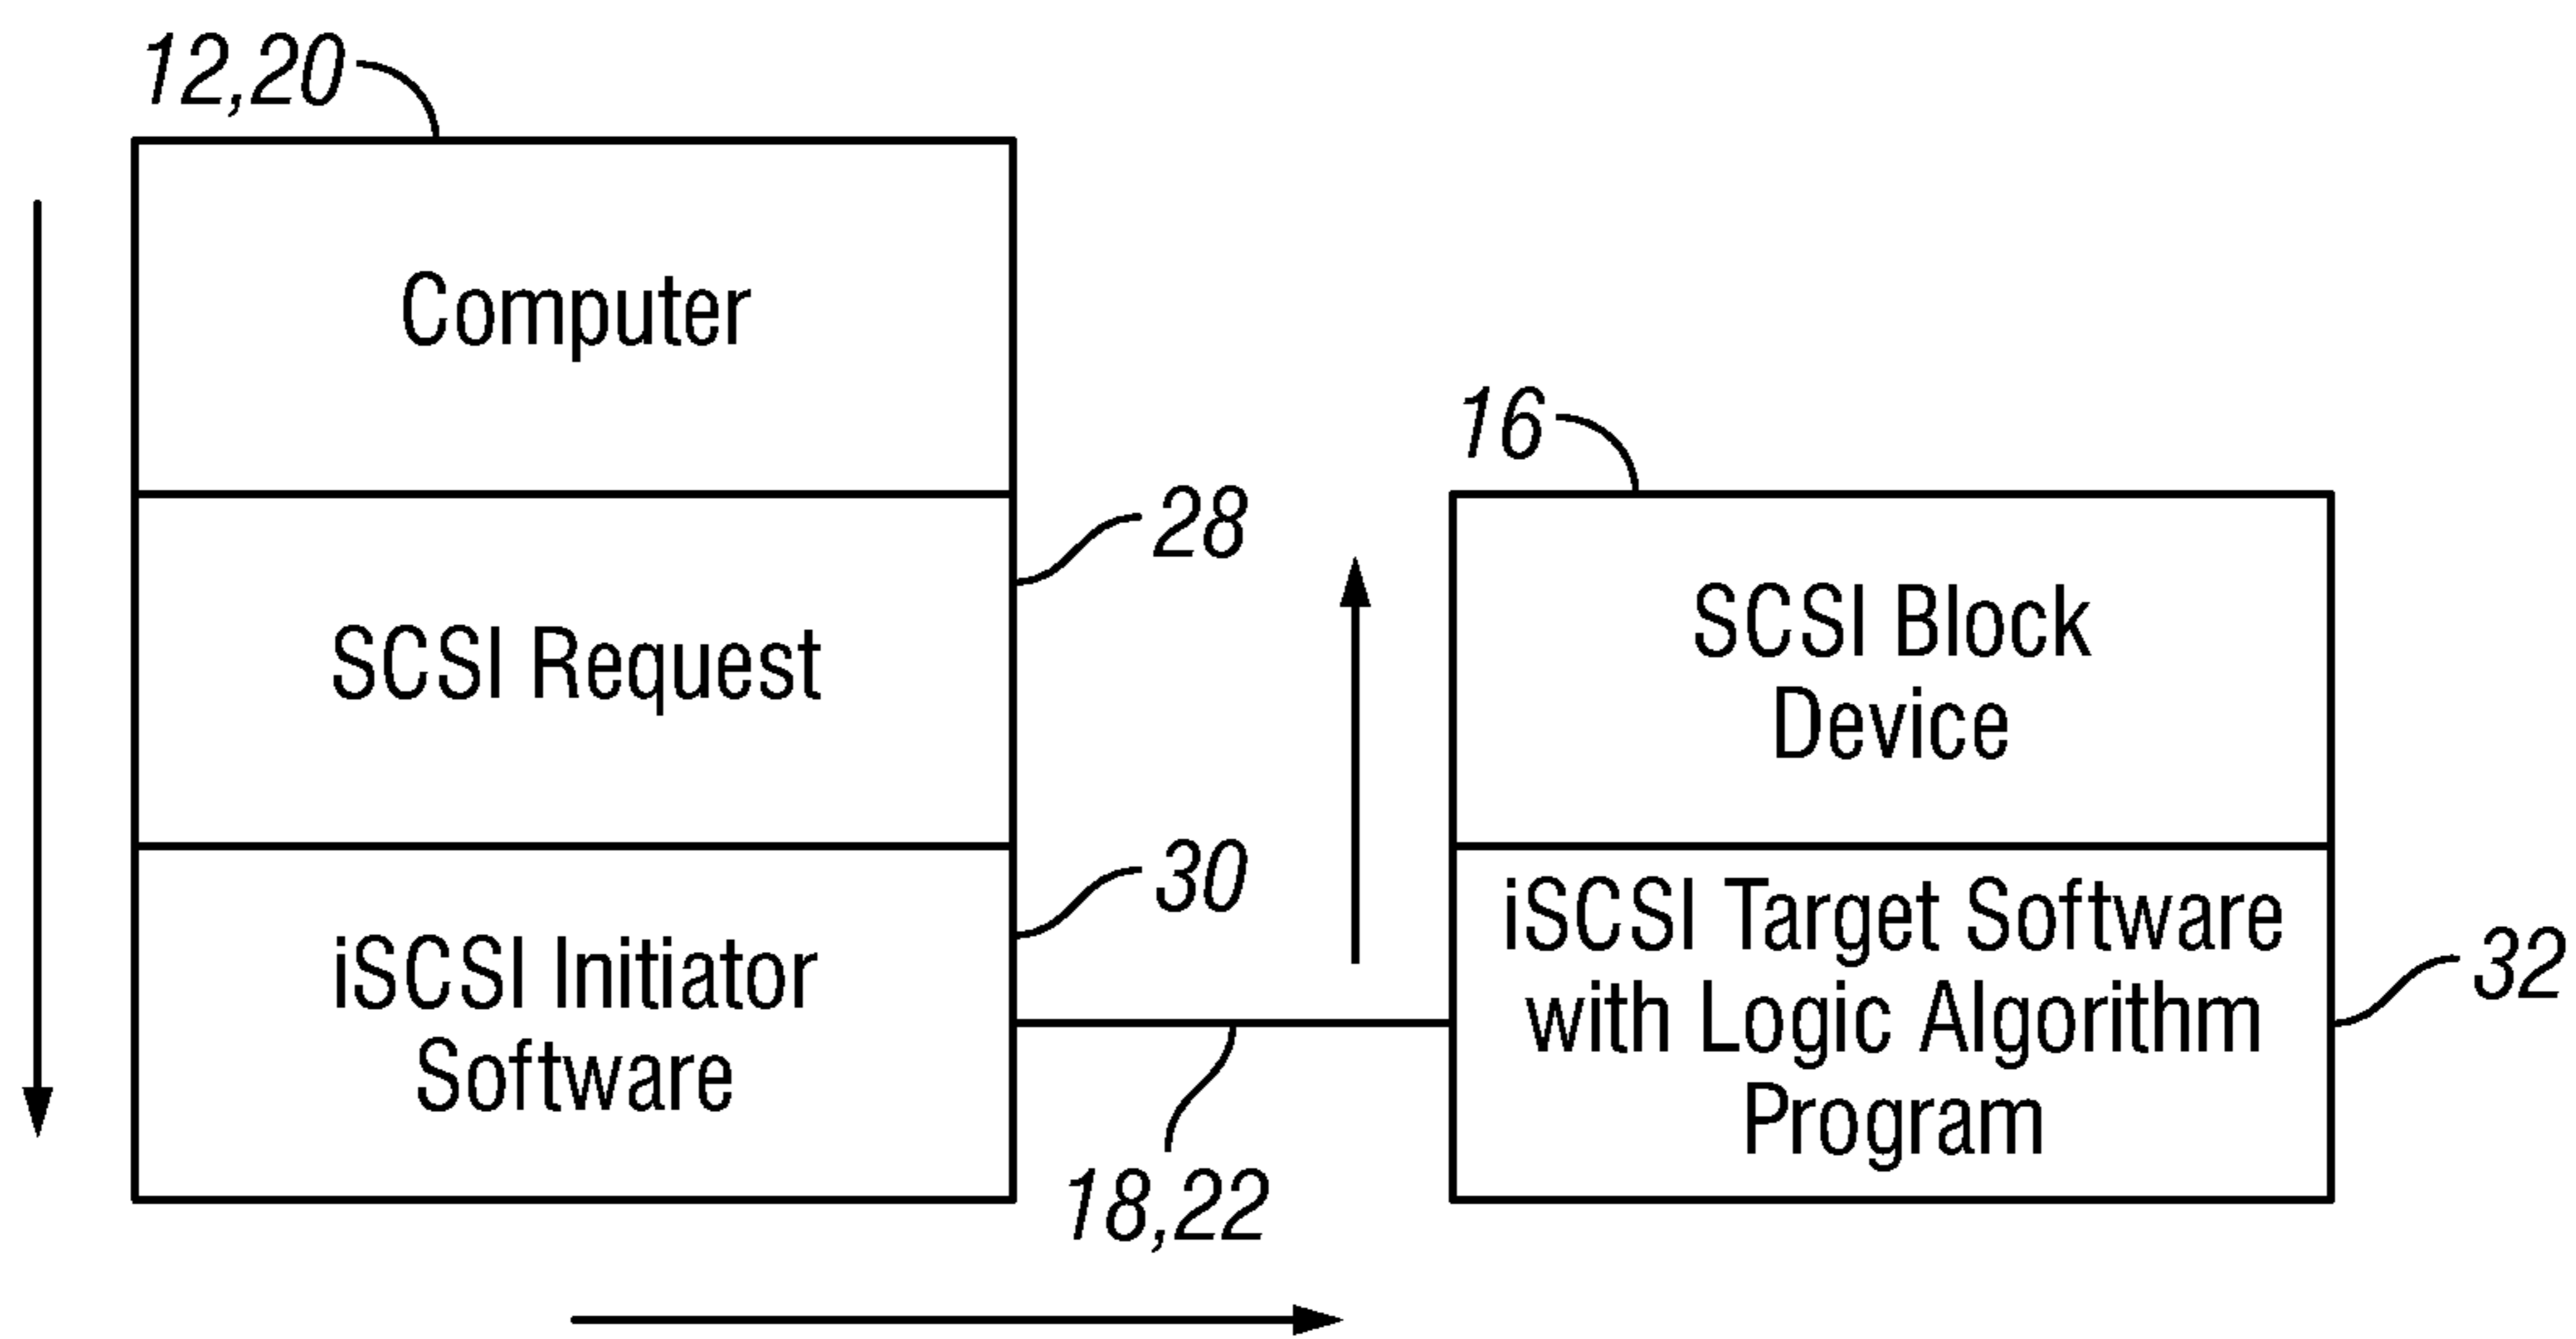 12,20
Computer
28
SCSI Request
30
iSCSI Initiator
Software
18,22
16
SCSI Block
Device
iSCSI Target Software
with Logic Algorithm
Program
32